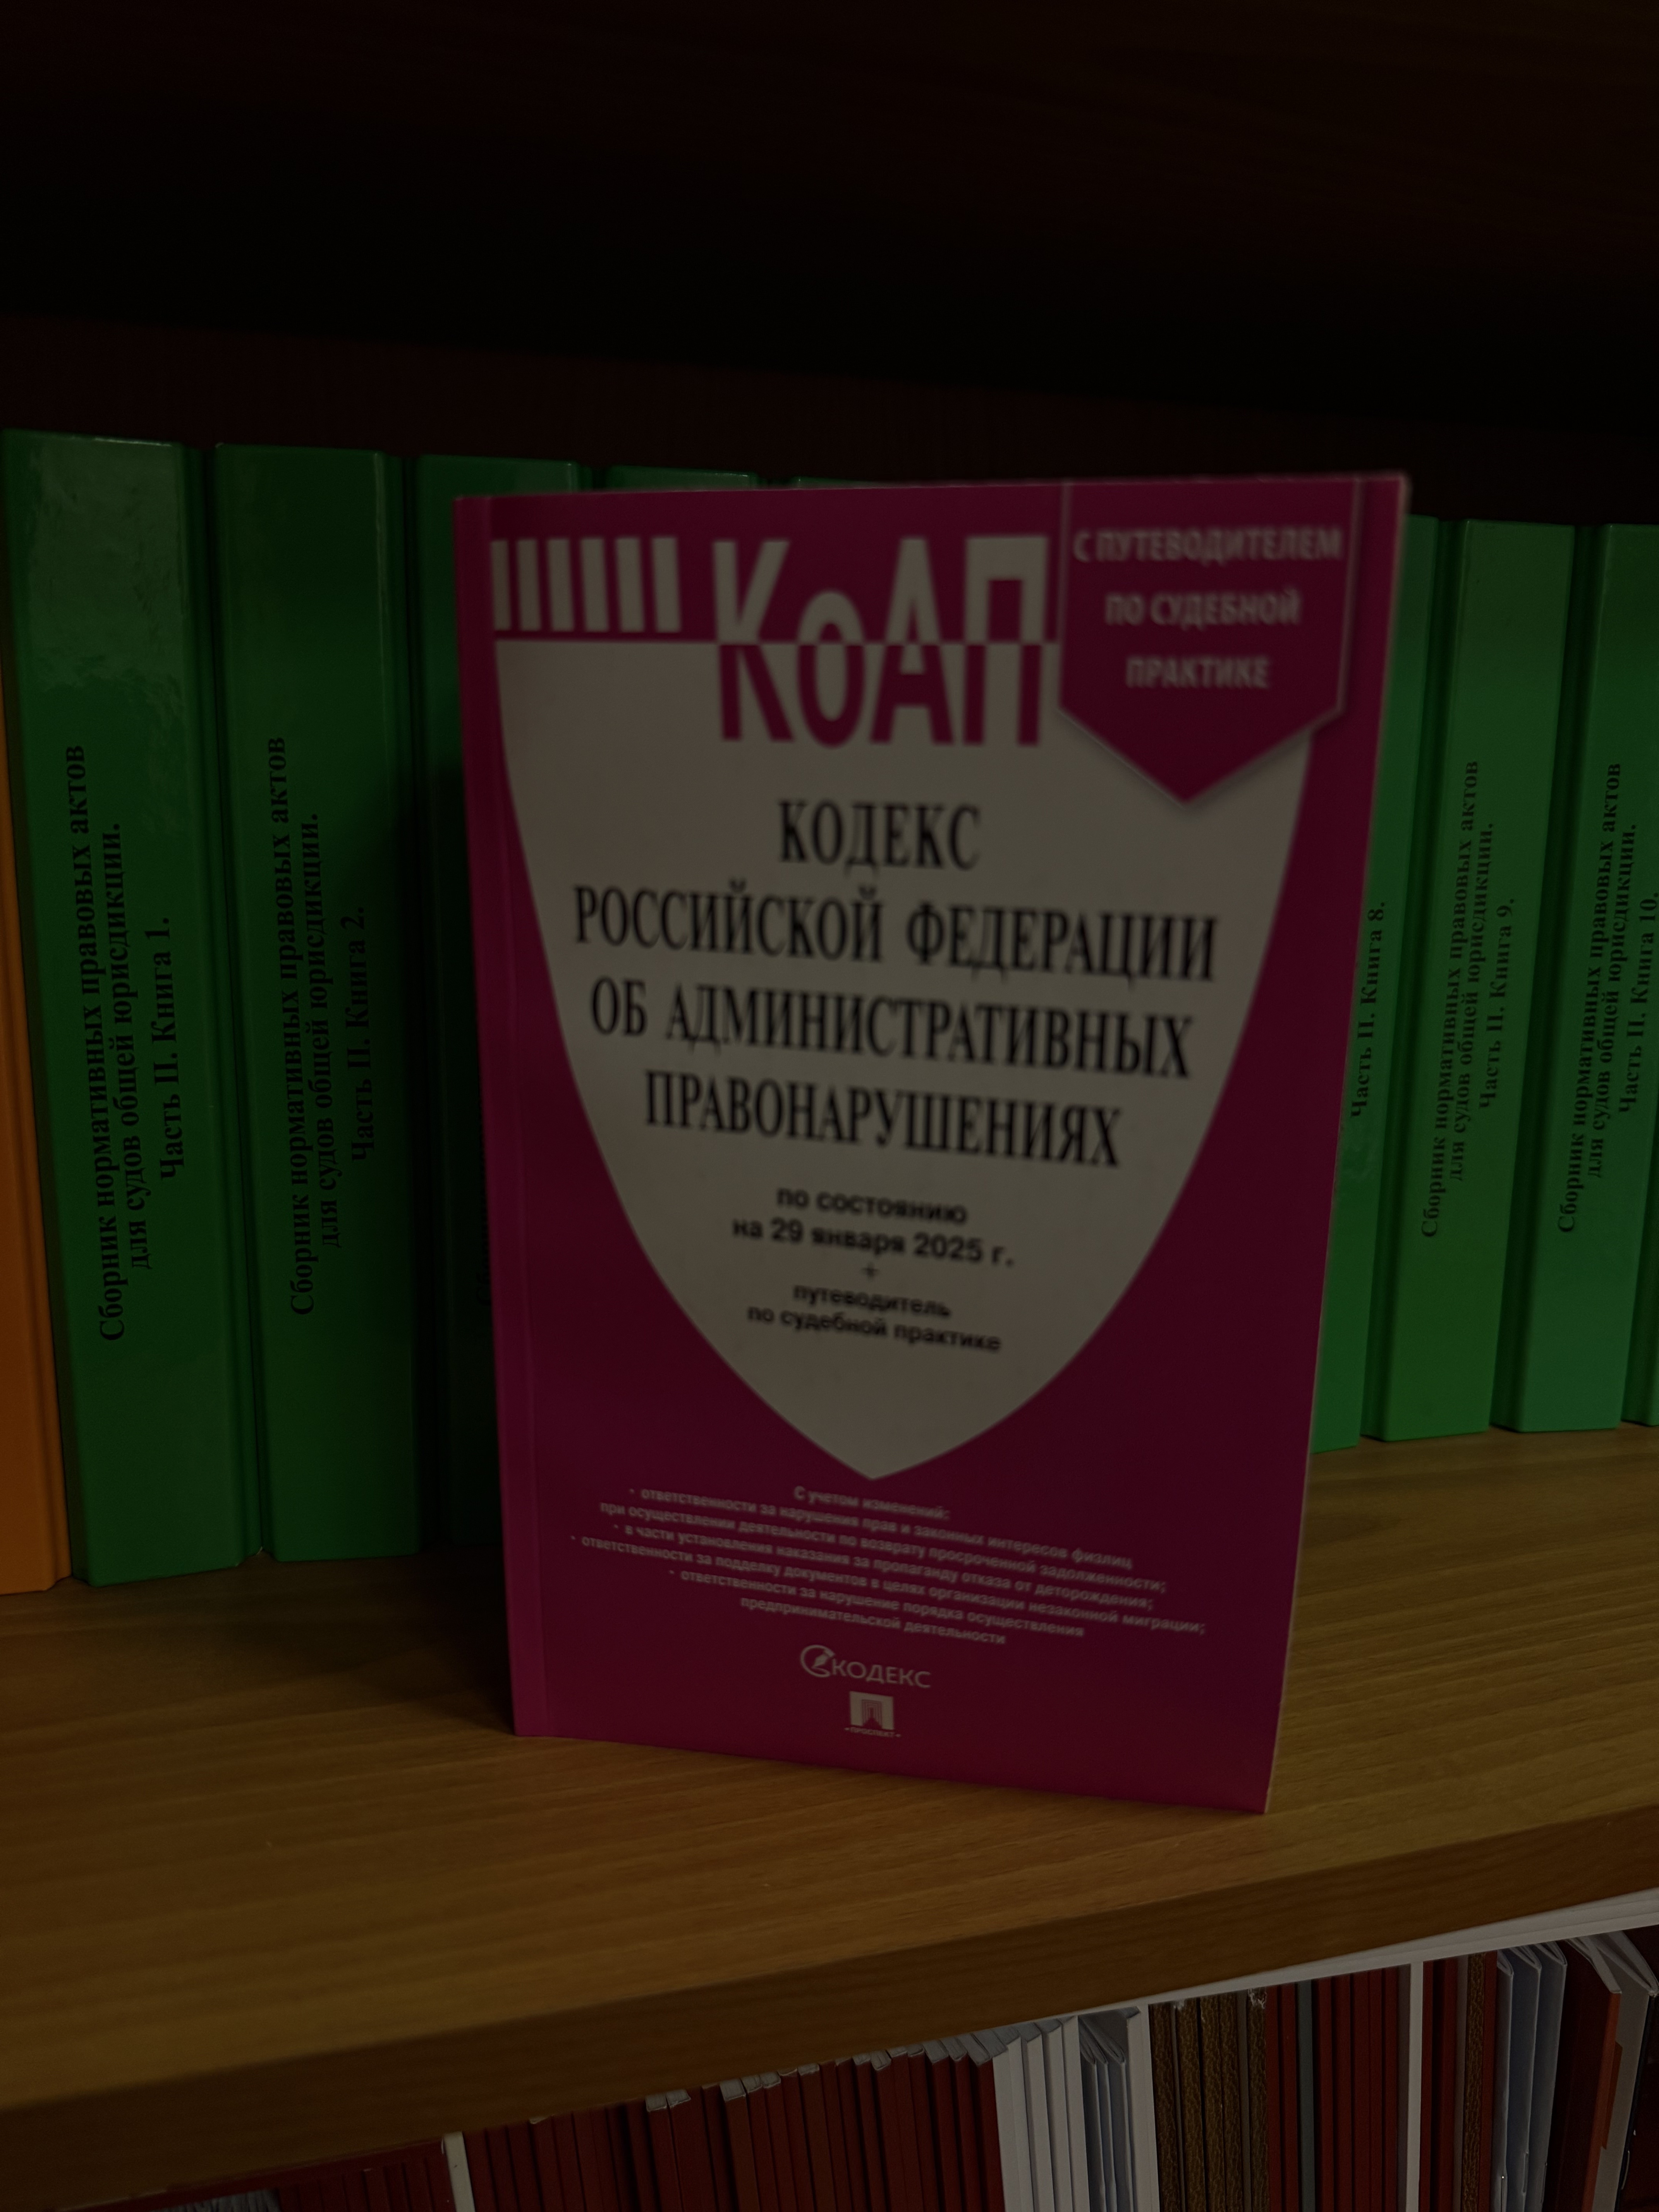 Сборник нормативных правовых актов
для судов общей юрисдикции.
Часть II. Книга 1.
Сборник нормативных правовых актов
для судов общей юрисдикции.
Часть II. Книга 2.
КоАП
С ПУТЕВОДИТЕЛЕМ
ПО СУДЕБНОЙ
ПРАКТИКЕ
КОДЕКС
РОССИЙСКОЙ ФЕДЕРАЦИИ
ОБ АДМИНИСТРАТИВНЫХ
ПРАВОНАРУШЕНИЯХ
по состоянию
на 29 января 2025 г.
+
путеводитель
по судебной практике
С учетом изменений:
• ответственности за нарушения прав и законных интересов физлиц
при осуществлении деятельности по возврату просроченной задолженности;
• в части установления наказания за пропаганду отказа от деторождения;
• ответственности за подделку документов в целях организации незаконной миграции;
• ответственности за нарушение порядка осуществления
предпринимательской деятельности
КОДЕКС
•ПРОСПЕКТ•
Часть II. Книга 8.
Сборник нормативных правовых актов
для судов общей юрисдикции.
Часть II. Книга 9.
Сборник нормативных правовых актов
для судов общей юрисдикции.
Часть II. Книга 10.